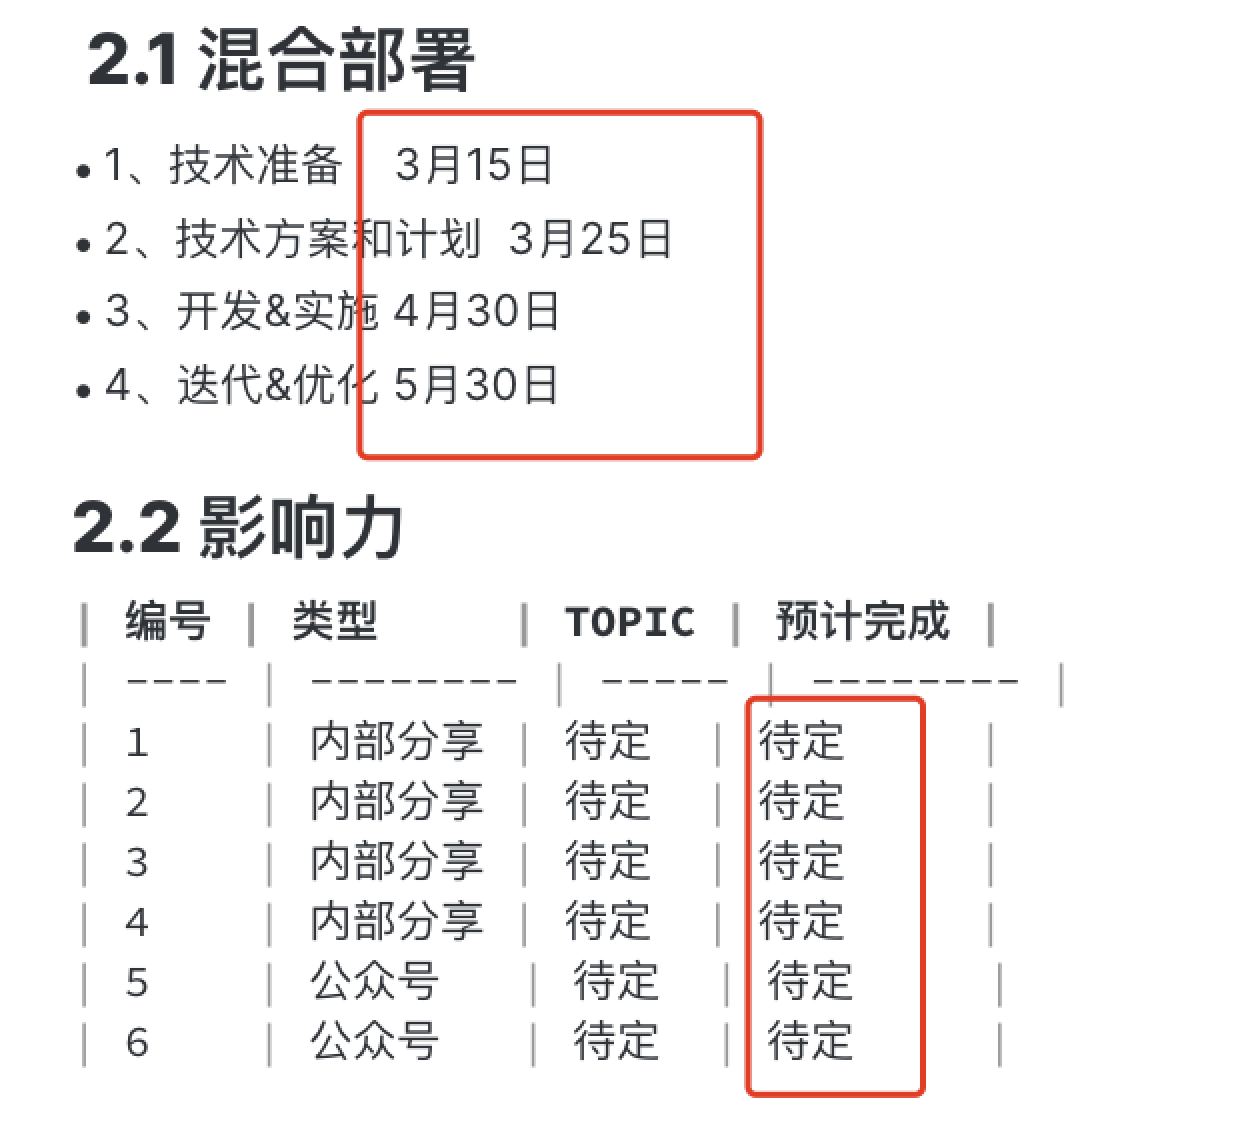 2.1 混合部署
• 1、技术准备 3月15日
• 2、技术方案和计划 3月25日
• 3、开发&实施 4月30日
• 4、迭代&优化 5月30日
2.2 影响力
| 编号 | 类型 | TOPIC | 预计完成 |
| ---- | -------- | ----- | -------- |
| 1 | 内部分享 | 待定 | 待定 |
| 2 | 内部分享 | 待定 | 待定 |
| 3 | 内部分享 | 待定 | 待定 |
| 4 | 内部分享 | 待定 | 待定 |
| 5 | 公众号 | 待定 | 待定 |
| 6 | 公众号 | 待定 | 待定 |